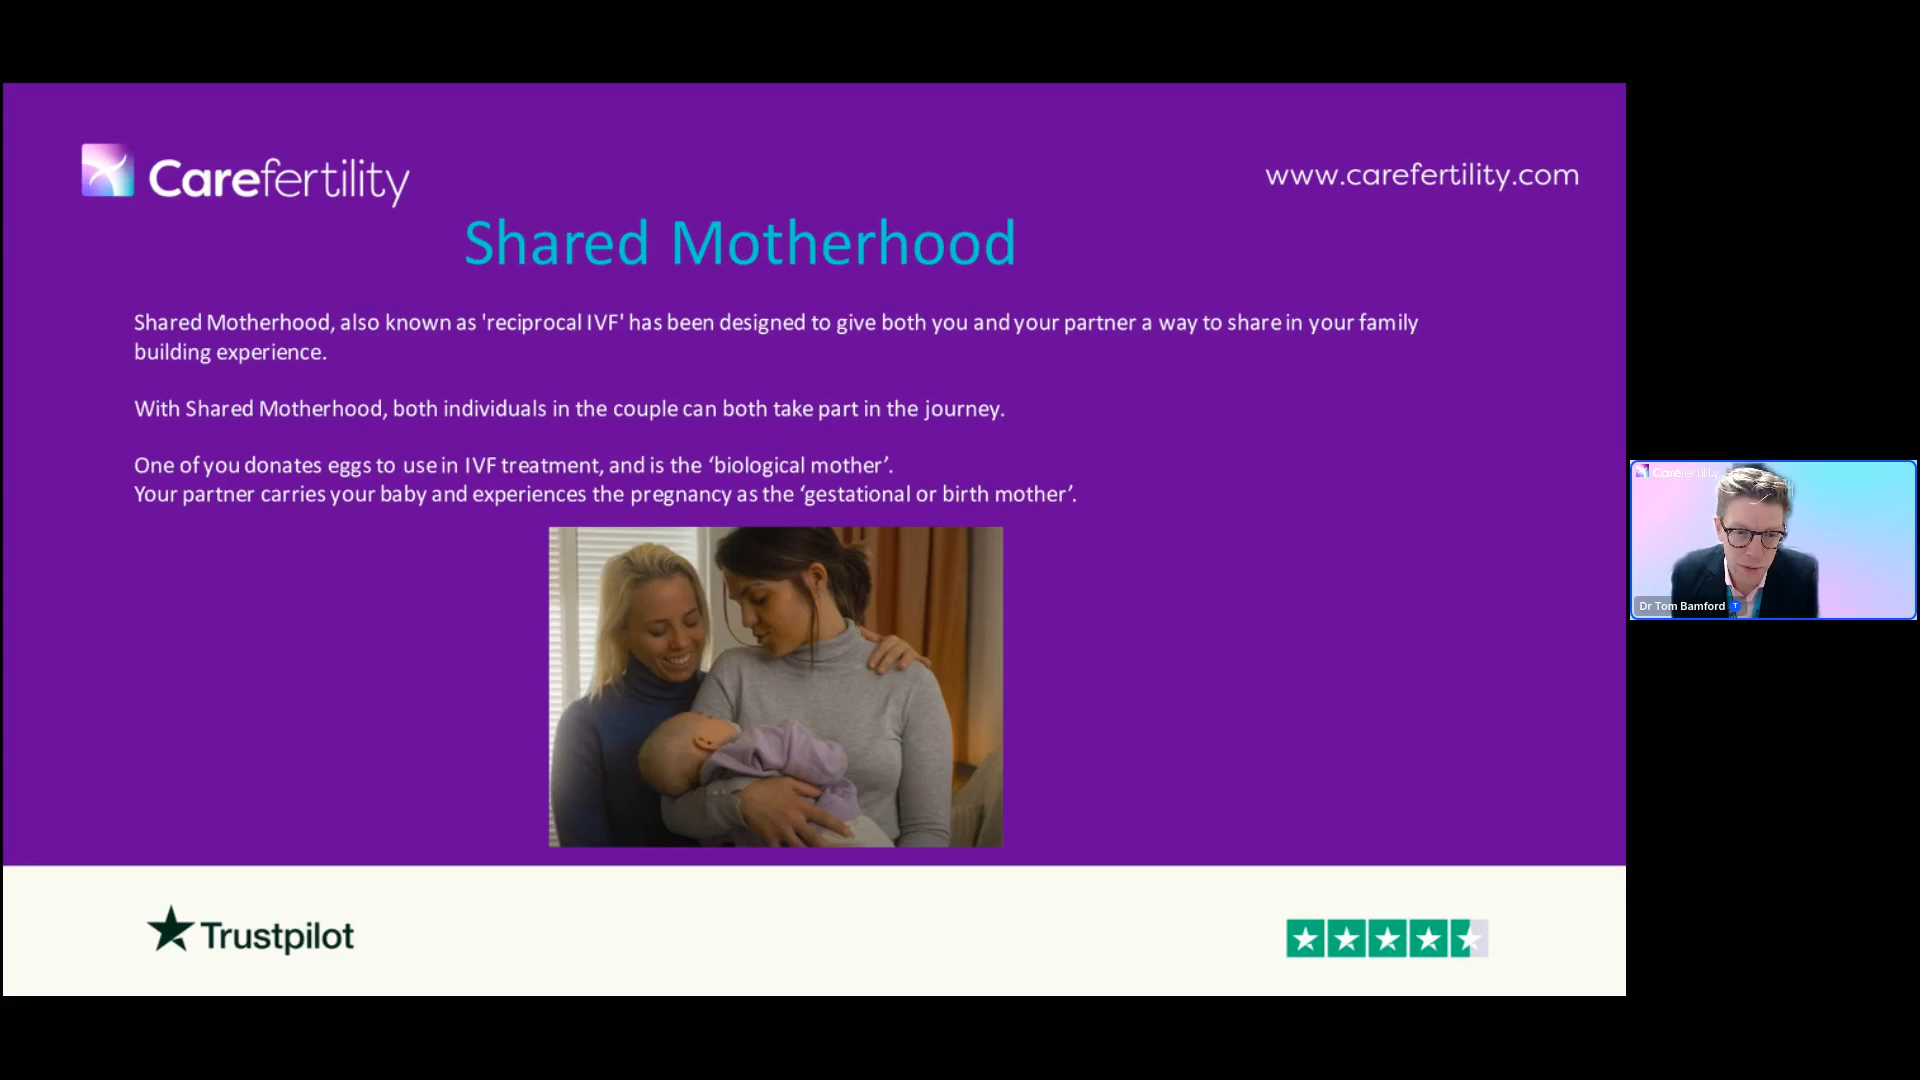 Carefertility
www.carefertility.com
Shared Motherhood
Shared Motherhood, also known as 'reciprocal IVF' has been designed to give both you and your partner a way to share in your family
building experience.
With Shared Motherhood, both individuals in the couple can both take part in the journey.
One of you donates eggs to use in IVF treatment, and is the ‘biological mother’.
Your partner carries your baby and experiences the pregnancy as the ‘gestational or birth mother’.
Carefertility
Dr Tom Bamford
T
Trustpilot